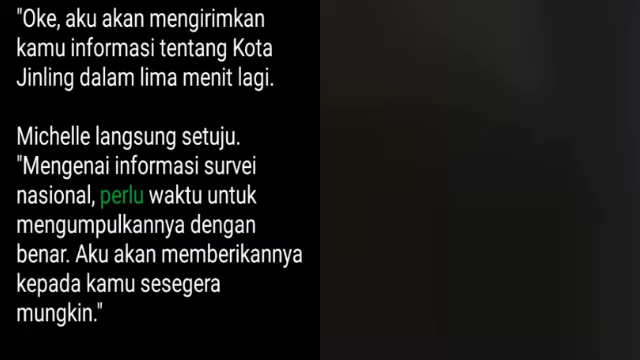 "Oke, aku akan mengirimkan
kamu informasi tentang Kota
Jinling dalam lima menit lagi.
Michelle langsung setuju.
"Mengenai informasi survei
nasional, perlu waktu untuk
mengumpulkannya dengan
benar. Aku akan memberikannya
kepada kamu sesegera
mungkin."